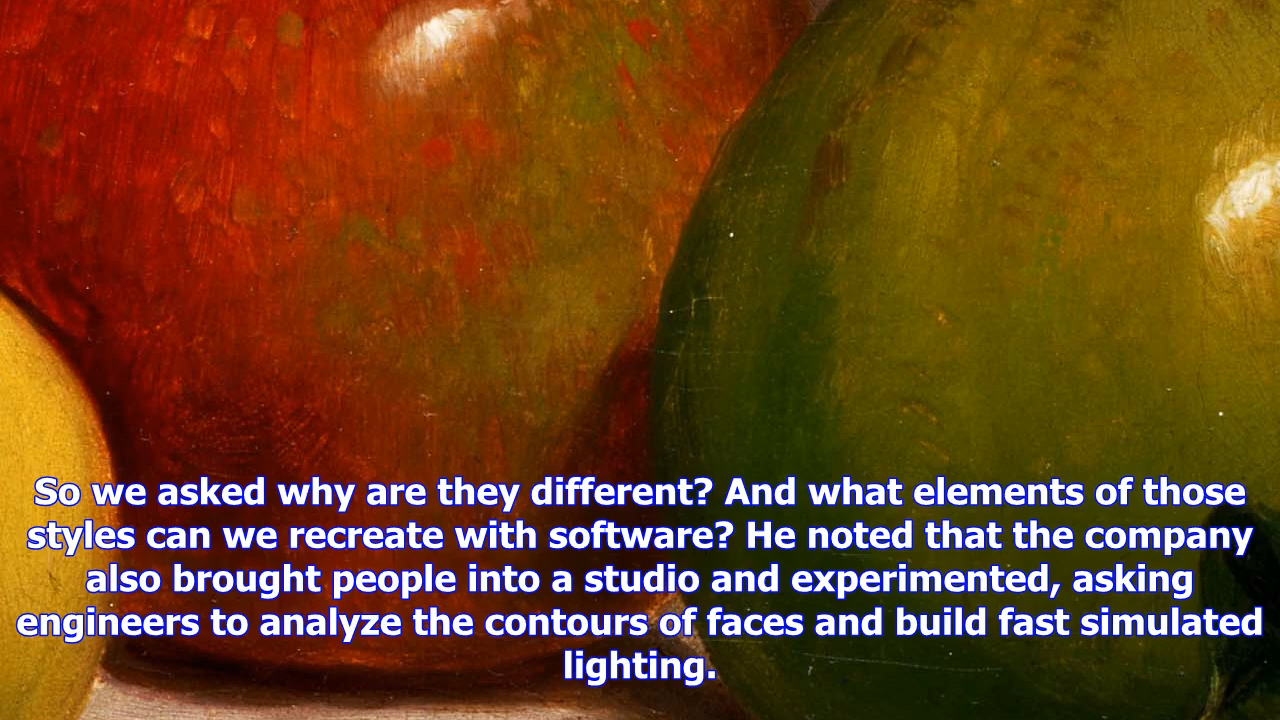 So we asked why are they different? And what elements of those
styles can we recreate with software? He noted that the company
also brought people into a studio and experimented, asking
engineers to analyze the contours of faces and build fast simulated
lighting.